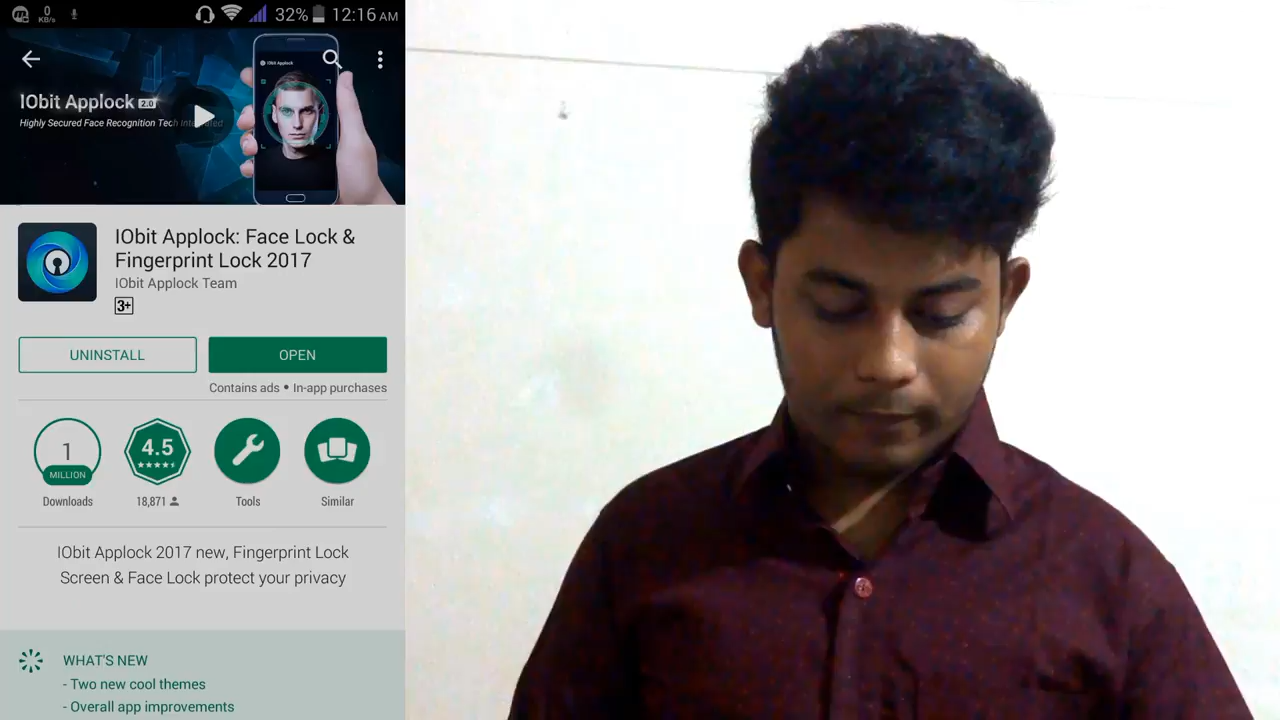 0
KB/s
32%
12:16 AM
IObit Applock
IObit Applock 2.0
Highly Secured Face Recognition Tech Integrated
IObit Applock: Face Lock &
Fingerprint Lock 2017
IObit Applock Team
3+
UNINSTALL
OPEN
Contains ads • In-app purchases
1
MILLION
4.5
Downloads
18,871
Tools
Similar
IObit Applock 2017 new, Fingerprint Lock
Screen & Face Lock protect your privacy
WHAT'S NEW
- Two new cool themes
- Overall app improvements